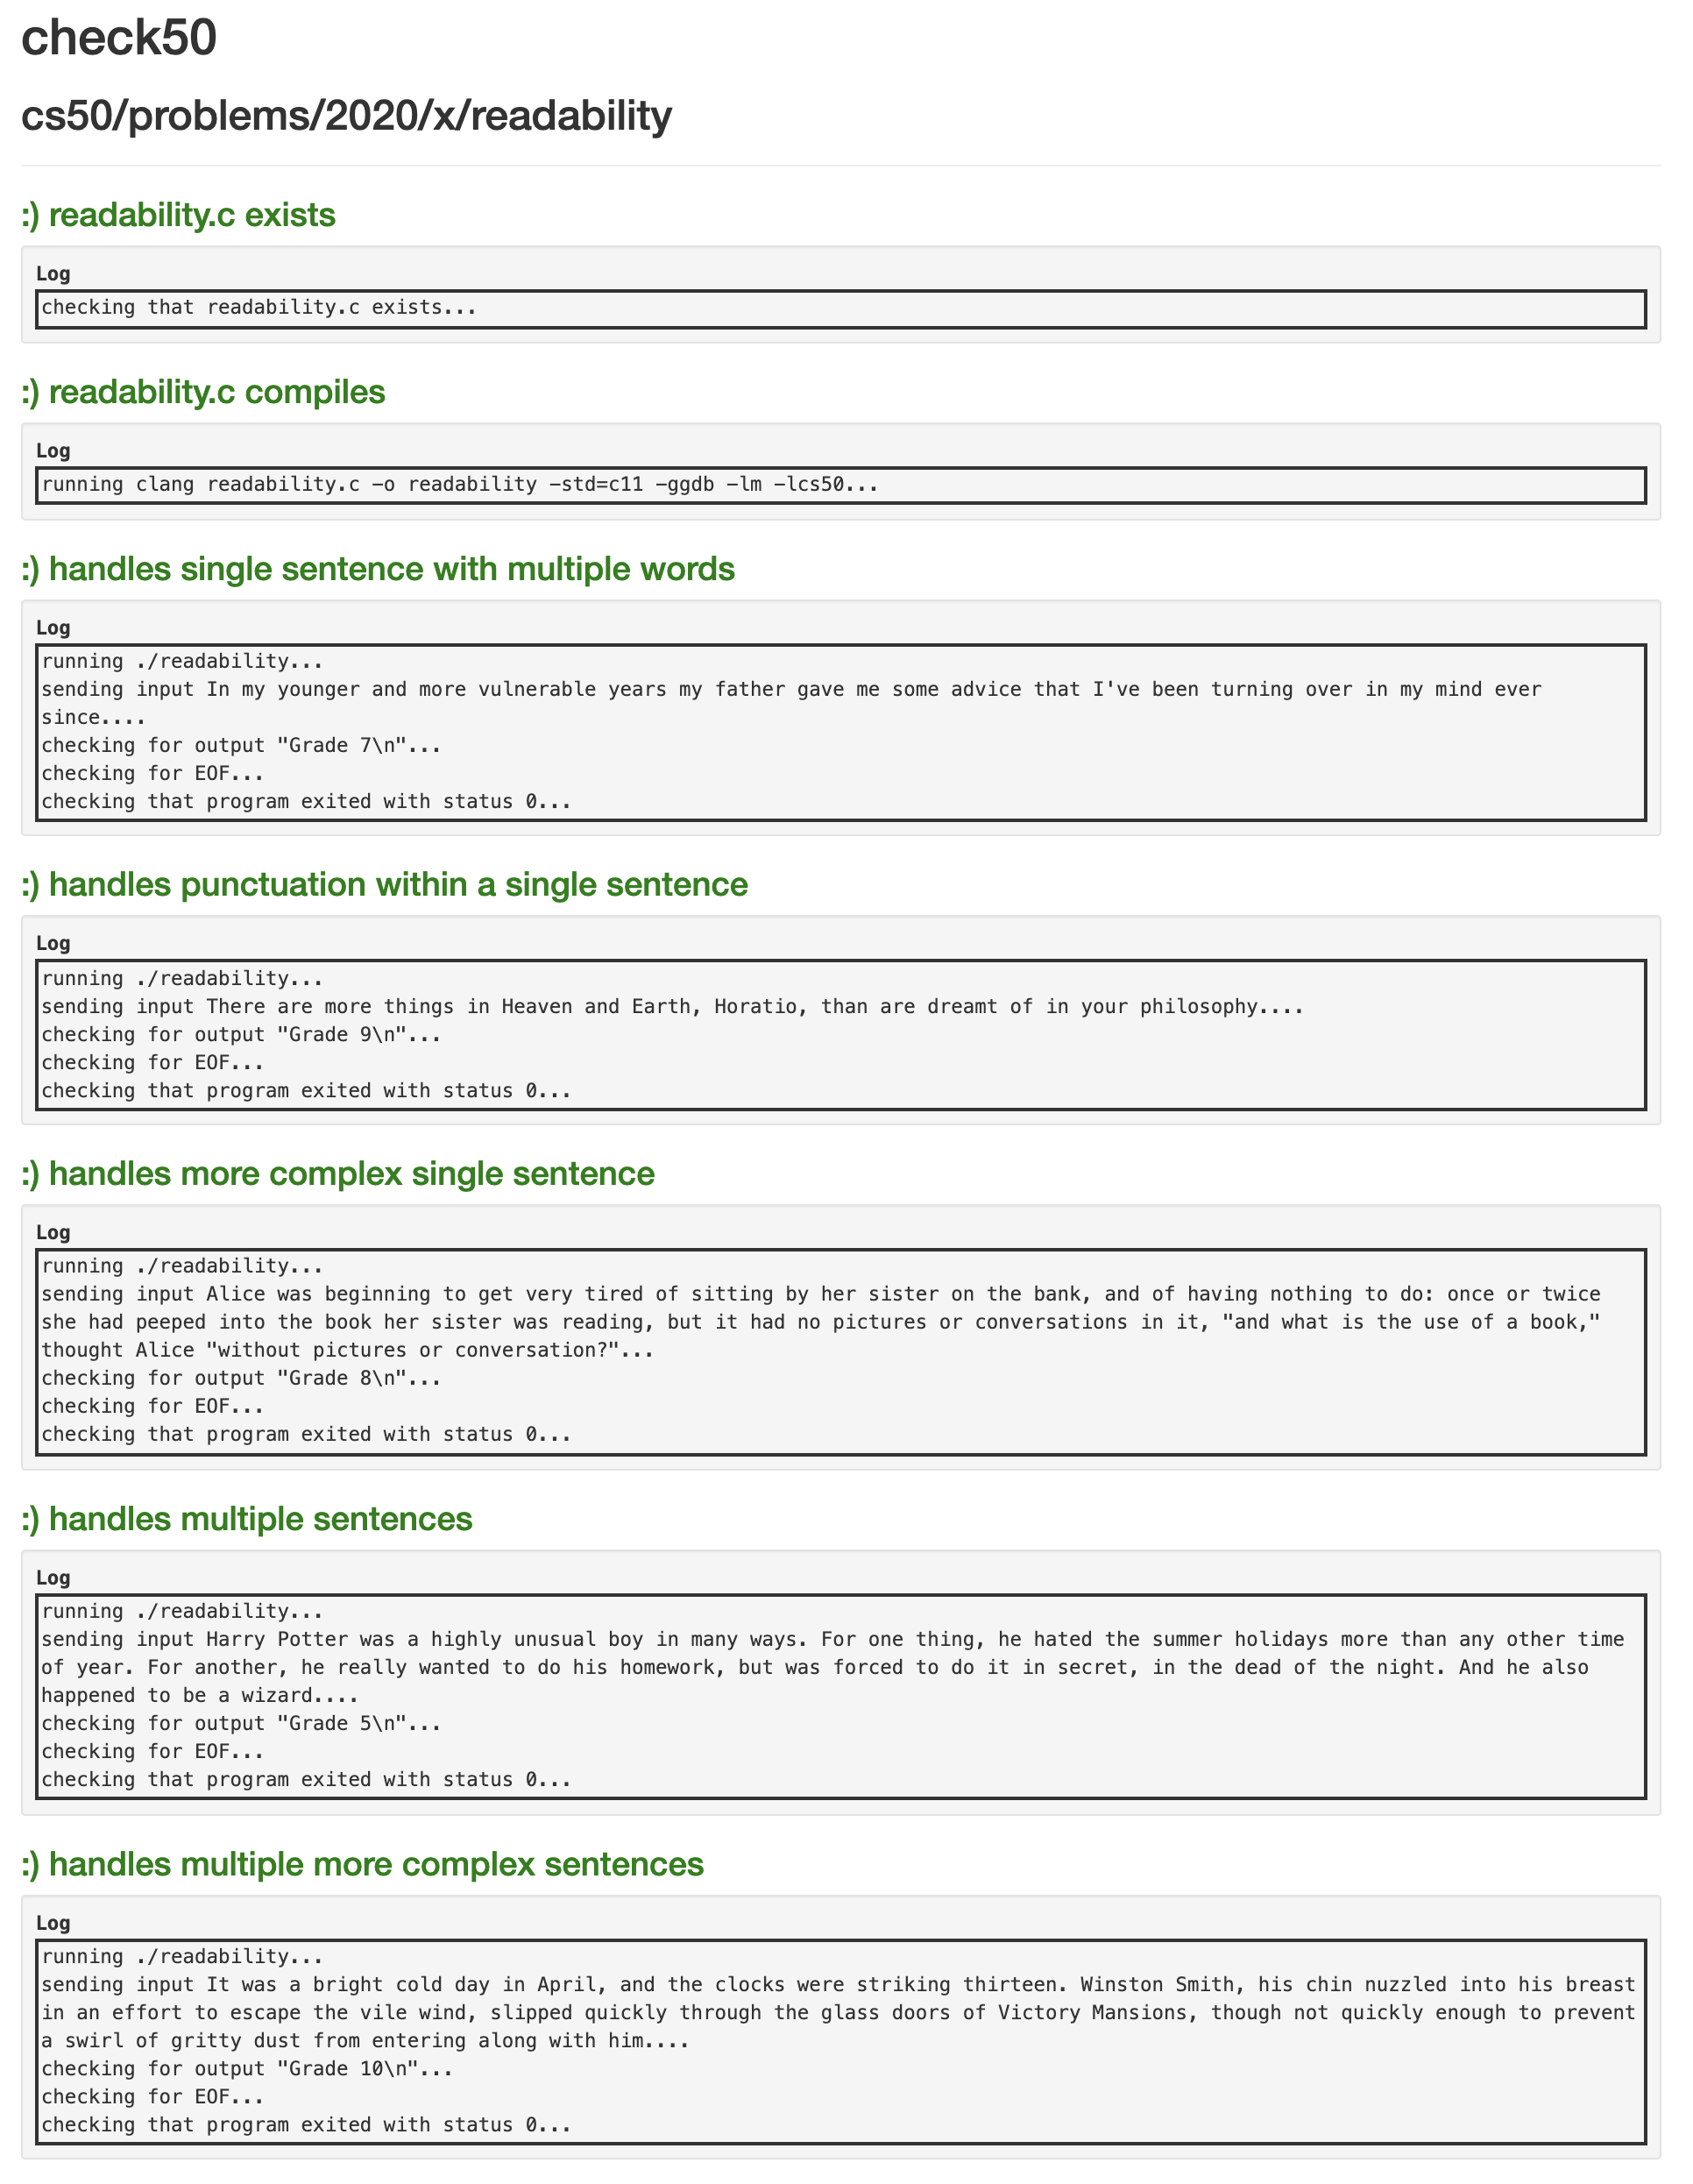 check50
cs50/problems/2020/x/readability
:) readability.c exists
Log
checking that readability.c exists...
:) readability.c compiles
Log
running clang readability.c -o readability -std=c11 -ggdb -lm -lcs50...
:) handles single sentence with multiple words
Log
running ./readability...
sending input In my younger and more vulnerable years my father gave me some advice that I've been turning over in my mind ever
since....
checking for output "Grade 7\n"...
checking for EOF...
checking that program exited with status 0...
:) handles punctuation within a single sentence
Log
running ./readability...
sending input There are more things in Heaven and Earth, Horatio, than are dreamt of in your philosophy....
checking for output "Grade 9\n"...
checking for EOF...
checking that program exited with status 0...
:) handles more complex single sentence
Log
running ./readability...
sending input Alice was beginning to get very tired of sitting by her sister on the bank, and of having nothing to do: once or twice
she had peeped into the book her sister was reading, but it had no pictures or conversations in it, "and what is the use of a book,"
thought Alice "without pictures or conversation?"...
checking for output "Grade 8\n"...
checking for EOF...
checking that program exited with status 0...
:) handles multiple sentences
Log
running ./readability...
sending input Harry Potter was a highly unusual boy in many ways. For one thing, he hated the summer holidays more than any other time
of year. For another, he really wanted to do his homework, but was forced to do it in secret, in the dead of the night. And he also
happened to be a wizard....
checking for output "Grade 5\n"...
checking for EOF...
checking that program exited with status 0...
:) handles multiple more complex sentences
Log
running ./readability...
sending input It was a bright cold day in April, and the clocks were striking thirteen. Winston Smith, his chin nuzzled into his breast
in an effort to escape the vile wind, slipped quickly through the glass doors of Victory Mansions, though not quickly enough to prevent
a swirl of gritty dust from entering along with him....
checking for output "Grade 10\n"...
checking for EOF...
checking that program exited with status 0...